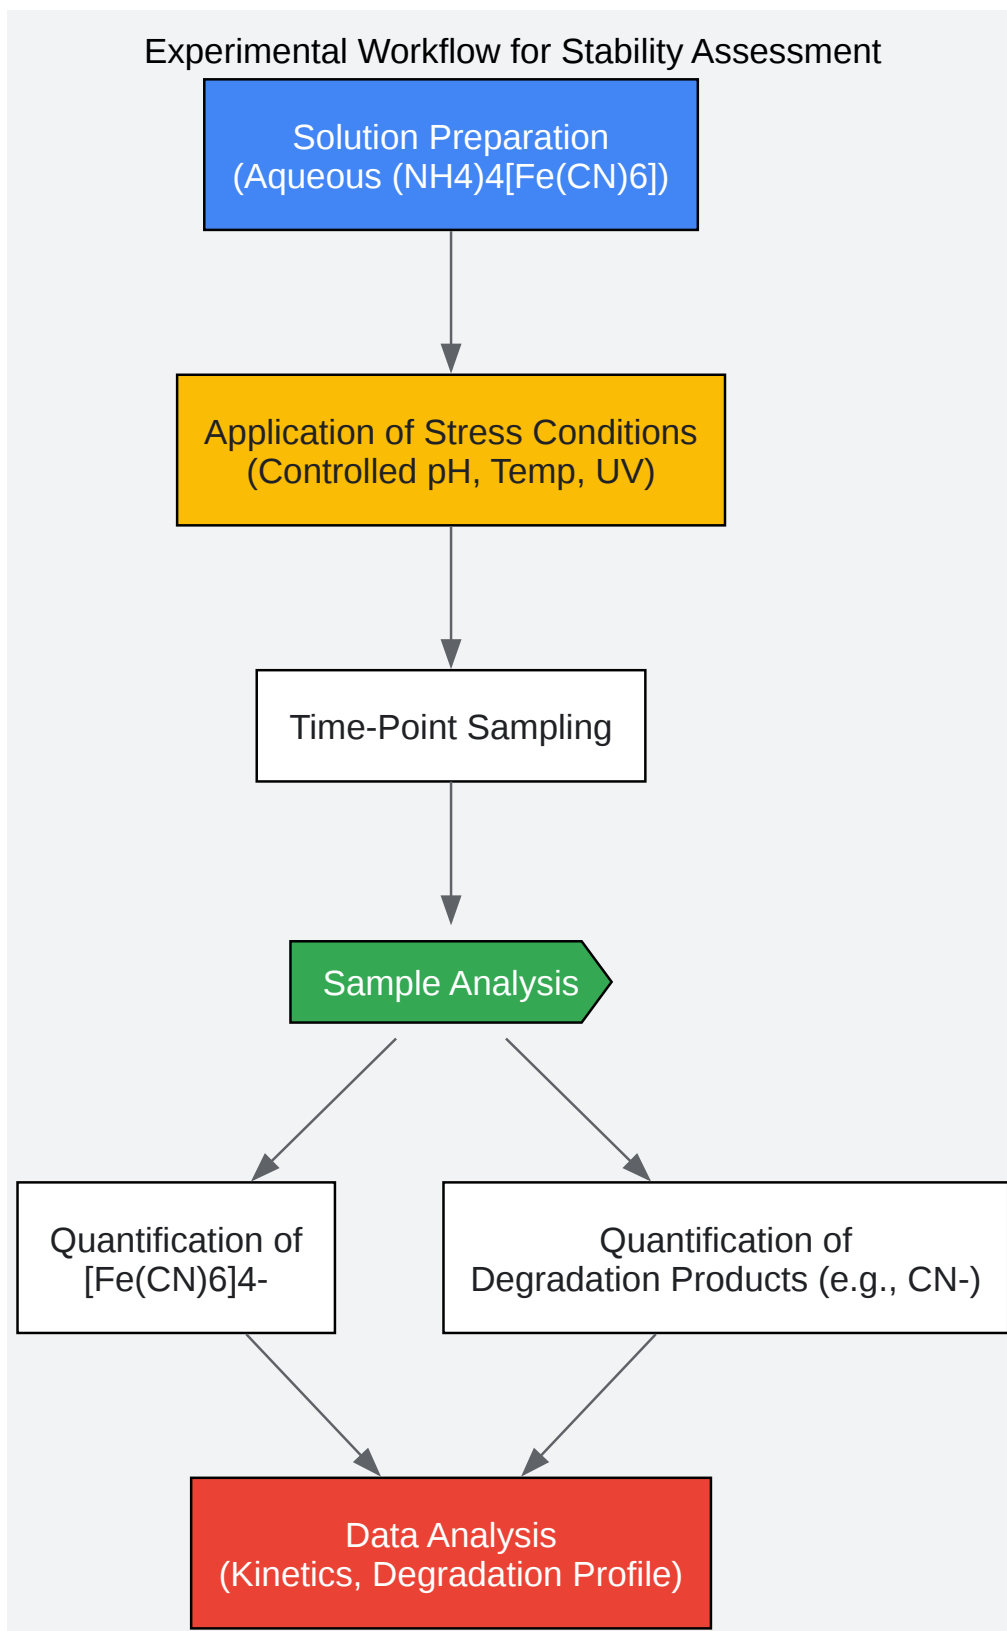 Experimental Workflow for Stability Assessment
Solution Preparation
(Aqueous (NH4)4[Fe(CN)6])
Application of Stress Conditions
(Controlled pH, Temp, UV)
Time-Point Sampling
Sample Analysis
Quantification of
[Fe(CN)6]4-
Quantification of
Degradation Products (e.g., CN-)
Data Analysis
(Kinetics, Degradation Profile)